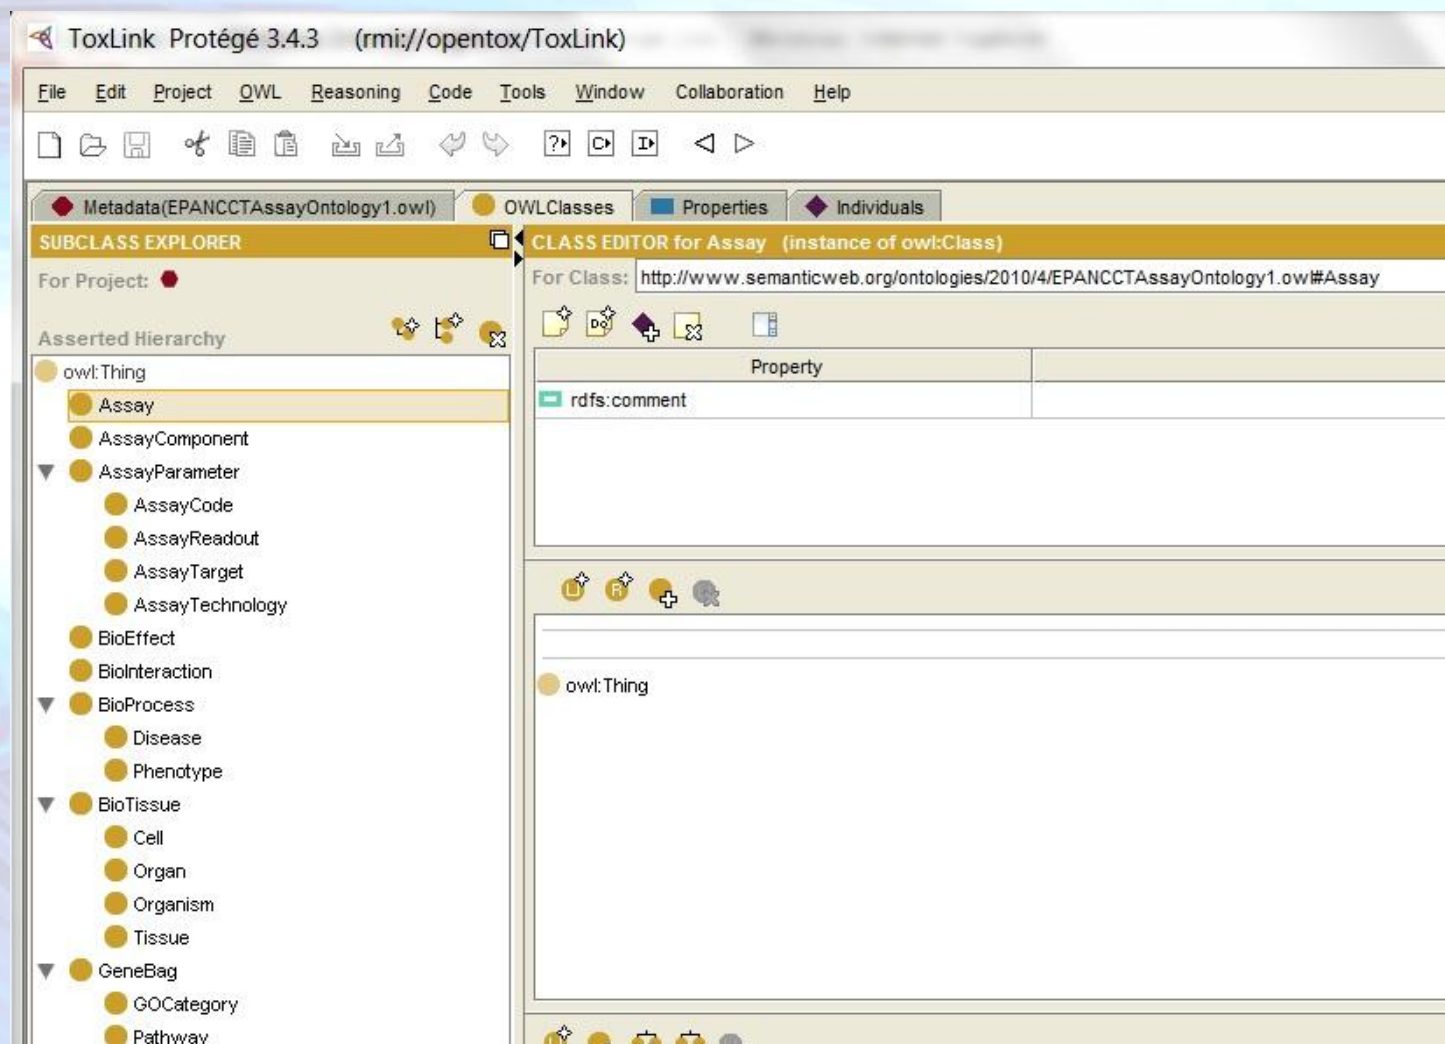 ToxLink Protégé 3.4.3 (rmi://opentox/ToxLink)
File Edit Project OWL Reasoning Code Tools Window Collaboration Help
Metadata(EPANCCTAssayOntology1.owl) OWLClasses Properties Individuals
SUBCLASS EXPLORER
For Project:
Asserted Hierarchy
owl:Thing
Assay
AssayComponent
AssayParameter
AssayCode
AssayReadout
AssayTarget
AssayTechnology
BioEffect
BioInteraction
BioProcess
Disease
Phenotype
BioTissue
Cell
Organ
Organism
Tissue
GeneBag
GOCategory
Pathway
CLASS EDITOR for Assay (instance of owl:Class)
For Class: http://www.semanticweb.org/ontologies/2010/4/EPANCCTAssayOntology1.owl#Assay
Property
rdfs:comment
owl:Thing